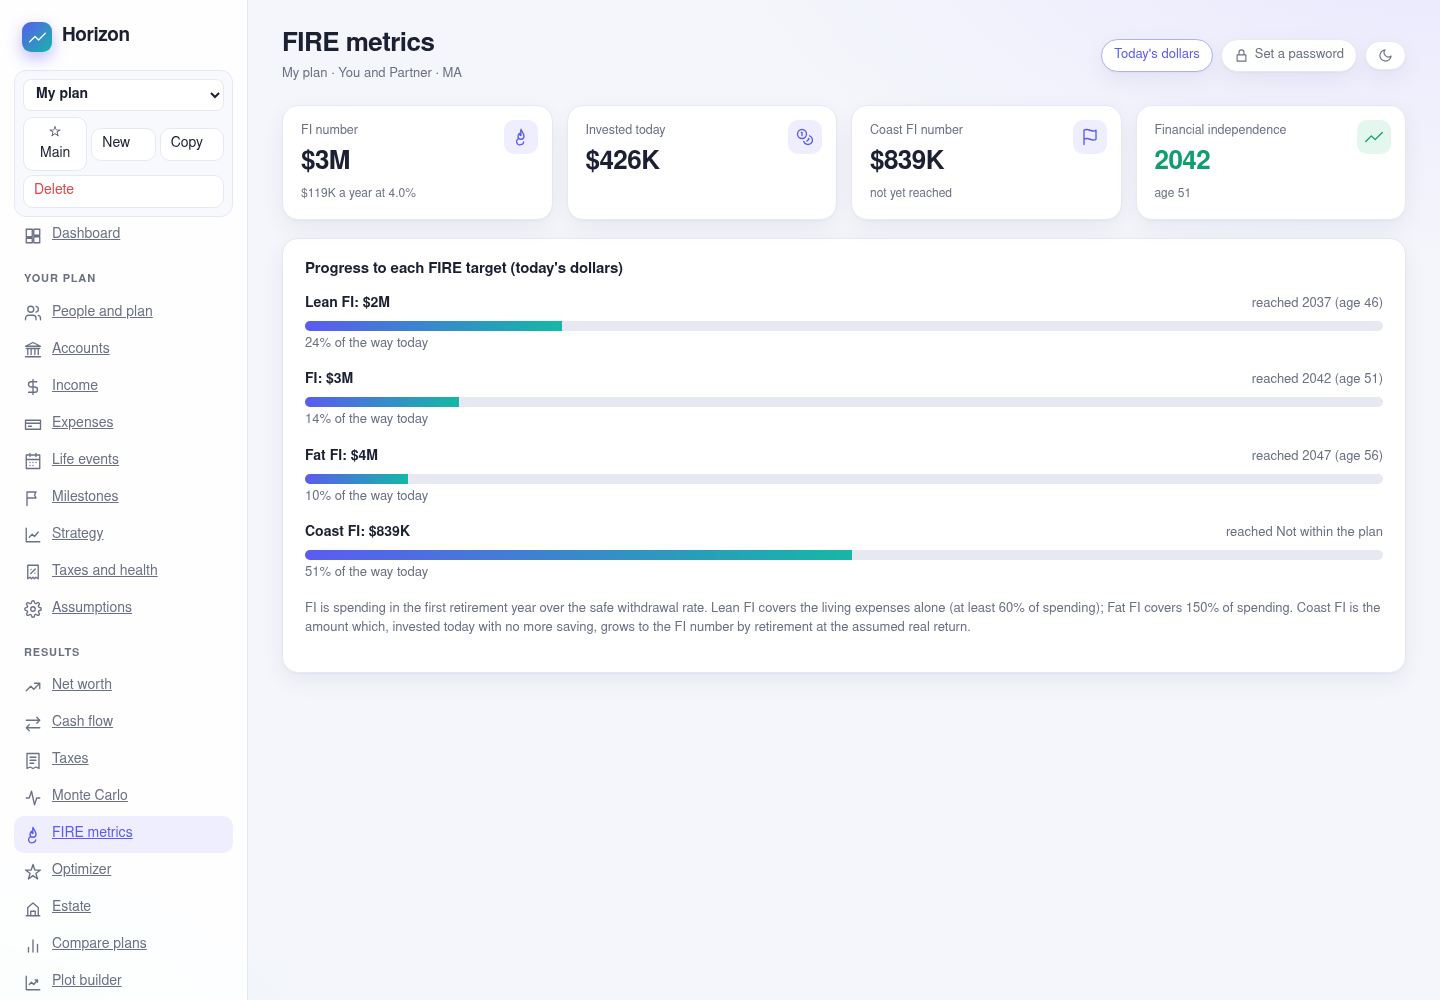 Horizon
My plan
Main
New
Copy
Delete
Dashboard
YOUR PLAN
People and plan
Accounts
Income
Expenses
Life events
Milestones
Strategy
Taxes and health
Assumptions
RESULTS
Net worth
Cash flow
Taxes
Monte Carlo
FIRE metrics
Optimizer
Estate
Compare plans
Plot builder
FIRE metrics
My plan · You and Partner · MA
Today's dollars
Set a password
FI number
$3M
$119K a year at 4.0%
Invested today
$426K
Coast FI number
$839K
not yet reached
Financial independence
2042
age 51
Progress to each FIRE target (today's dollars)
Lean FI: $2M reached 2037 (age 46)
24% of the way today
FI: $3M reached 2042 (age 51)
14% of the way today
Fat FI: $4M reached 2047 (age 56)
10% of the way today
Coast FI: $839K reached Not within the plan
51% of the way today
FI is spending in the first retirement year over the safe withdrawal rate. Lean FI covers the living expenses alone (at least 60% of spending); Fat FI covers 150% of spending. Coast FI is the
amount which, invested today with no more saving, grows to the FI number by retirement at the assumed real return.